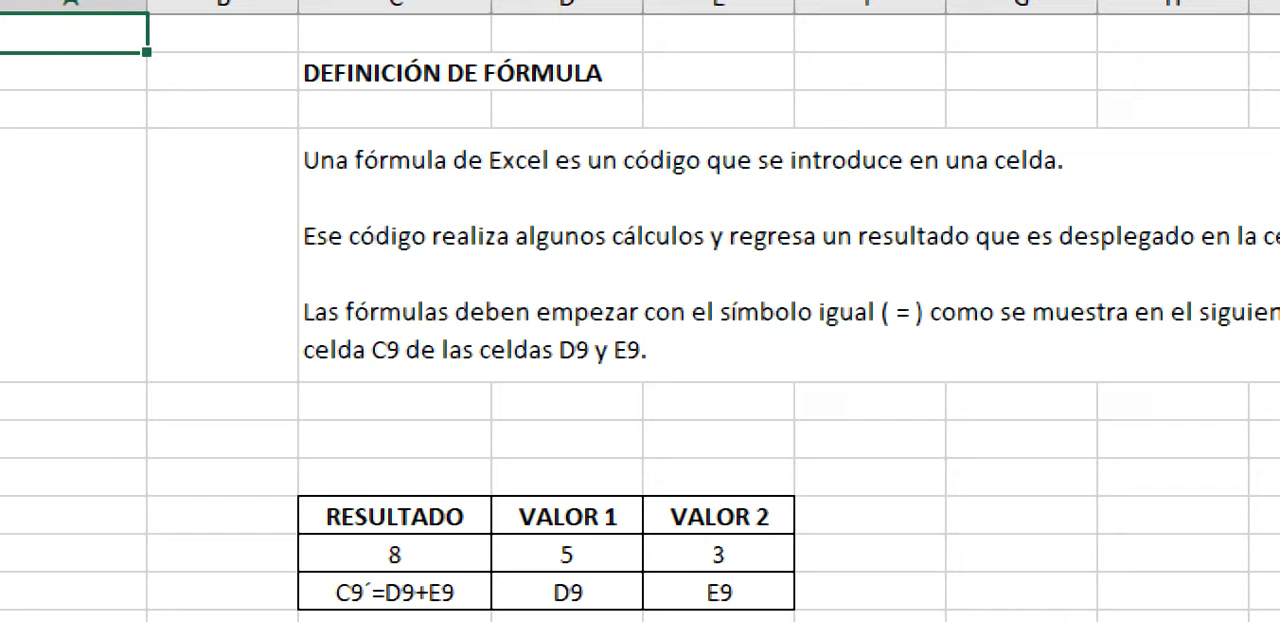 DEFINICIÓN DE FÓRMULA
Una fórmula de Excel es un código que se introduce en una celda.
Ese código realiza algunos cálculos y regresa un resultado que es desplegado en la
Las fórmulas deben empezar con el símbolo igual ( = ) como se muestra en el
celda C9 de las celdas D9 y E9.
RESULTADO VALOR 1 VALOR 2
8 5 3
C9´=D9+E9 D9 E9